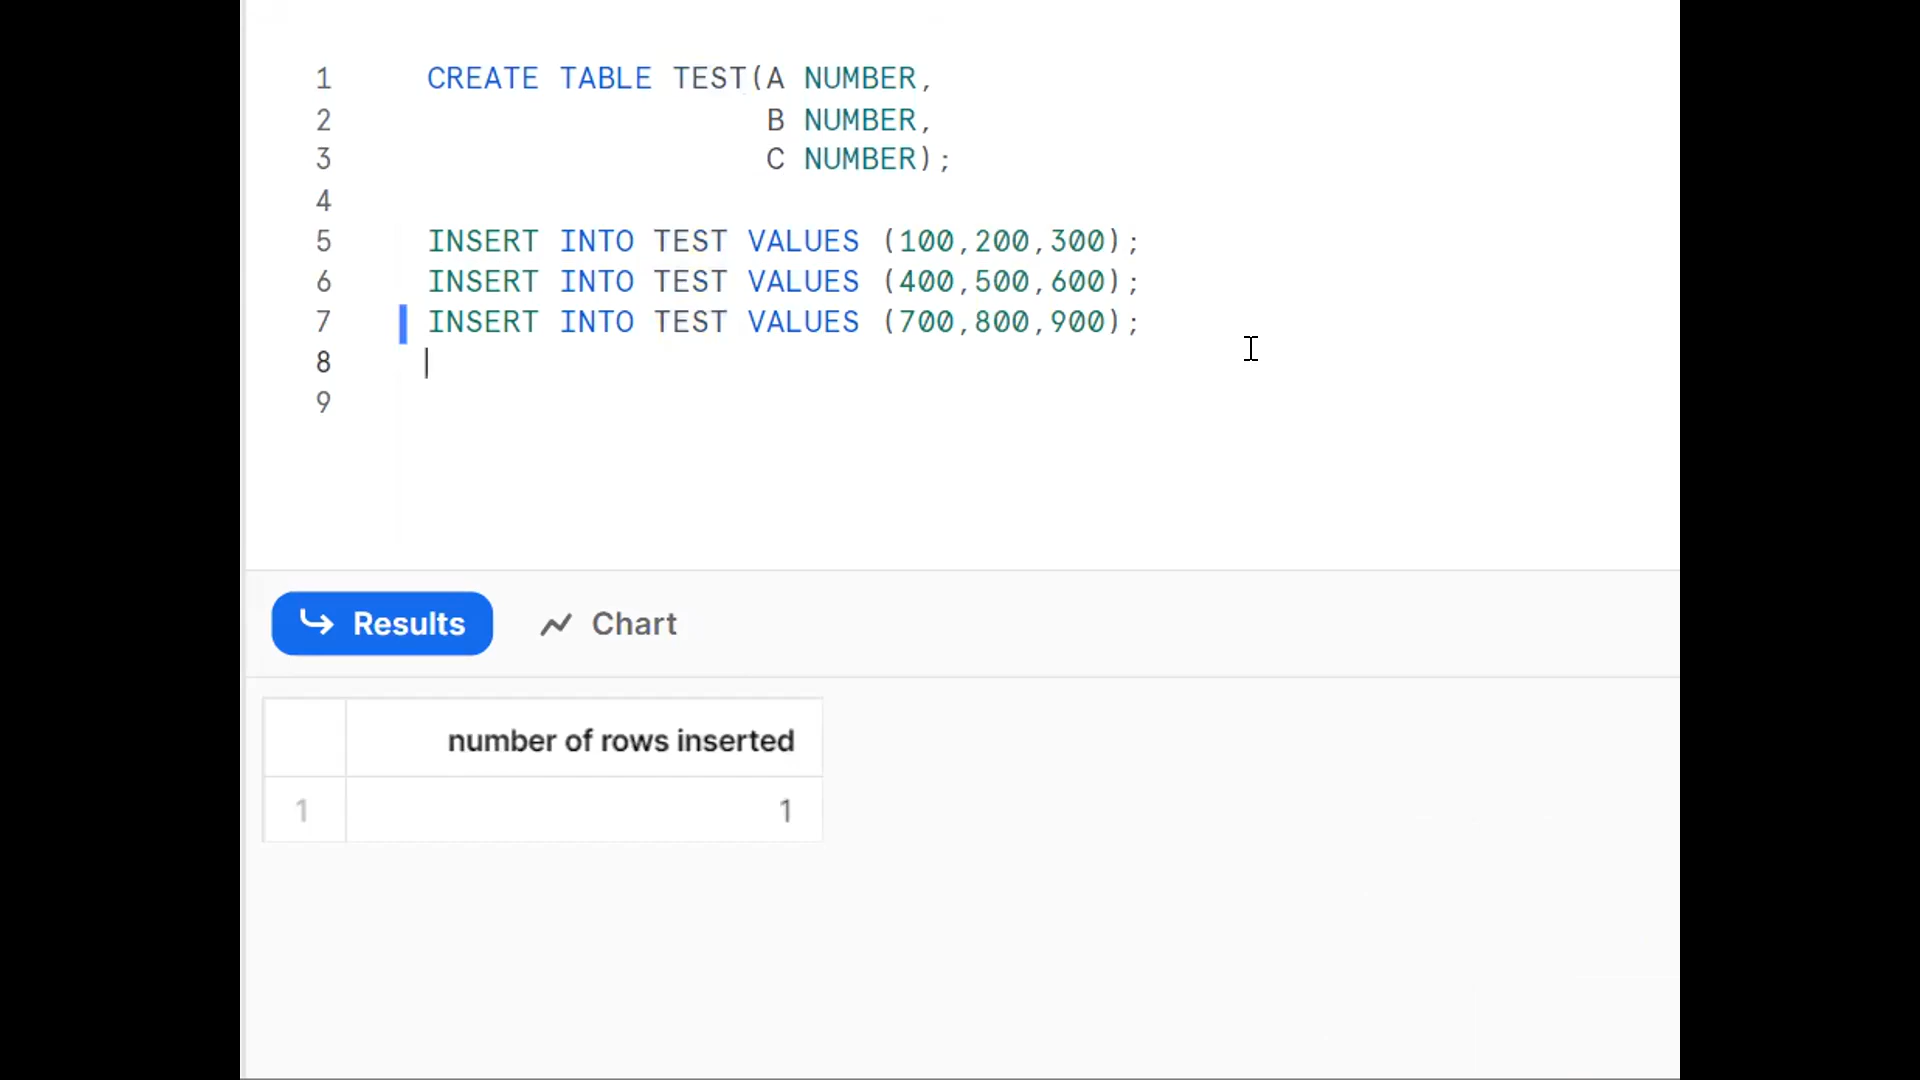 1 CREATE TABLE TEST(A NUMBER,
2 B NUMBER,
3 C NUMBER);
4
5 INSERT INTO TEST VALUES (100,200,300);
6 INSERT INTO TEST VALUES (400,500,600);
7 INSERT INTO TEST VALUES (700,800,900);
8
9
Results Chart
number of rows inserted
1 1